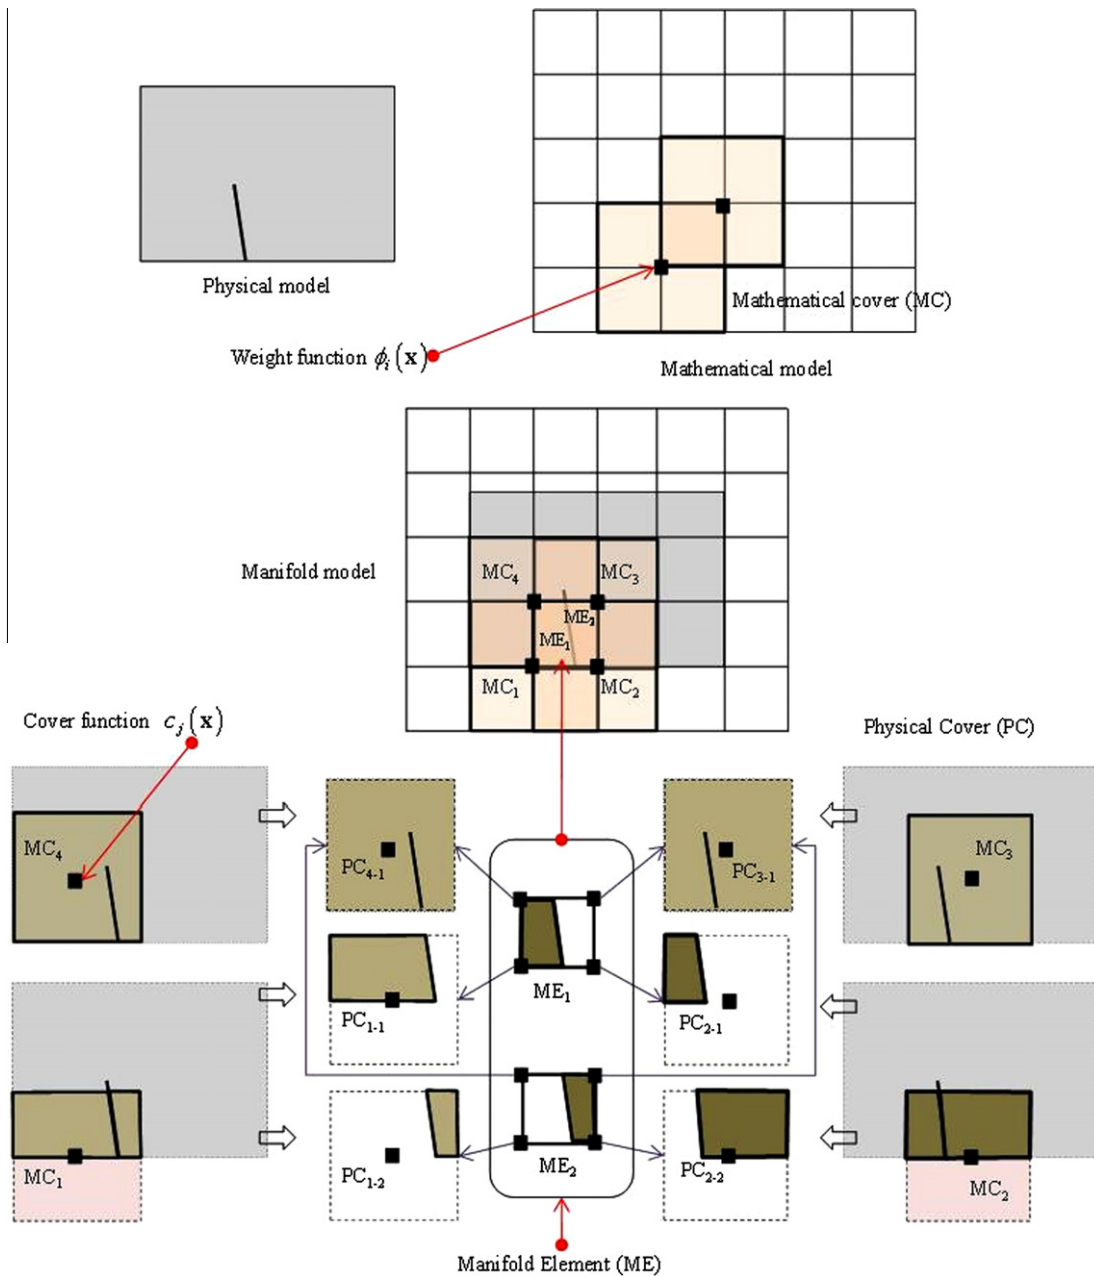 Physical model
Mathematical cover (MC)
Weight function ϕᵢ(x)
Mathematical model
Manifold model
MC₄
MC₃
ME₂
ME₁
MC₁
MC₂
Cover function cⱼ(x)
Physical Cover (PC)
MC₄
PC₄₋₁
PC₃₋₁
MC₃
ME₁
PC₁₋₁
PC₂₋₁
MC₁
PC₁₋₂
ME₂
PC₂₋₂
MC₂
Manifold Element (ME)